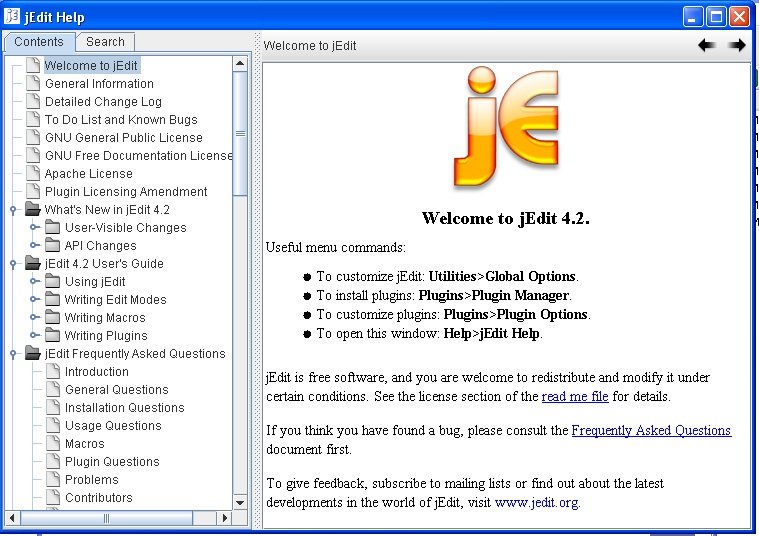 jEdit Help
Contents
Search
Welcome to jEdit
General Information
Detailed Change Log
To Do List and Known Bugs
GNU General Public License
GNU Free Documentation License
Apache License
Plugin Licensing Amendment
What's New in jEdit 4.2
User-Visible Changes
API Changes
jEdit 4.2 User's Guide
Using jEdit
Writing Edit Modes
Writing Macros
Writing Plugins
jEdit Frequently Asked Questions
Introduction
General Questions
Installation Questions
Usage Questions
Macros
Plugin Questions
Problems
Contributors
Welcome to jEdit
jE
Welcome to jEdit 4.2.
Useful menu commands:
To customize jEdit: Utilities>Global Options.
To install plugins: Plugins>Plugin Manager.
To customize plugins: Plugins>Plugin Options.
To open this window: Help>jEdit Help.
jEdit is free software, and you are welcome to redistribute and modify it under
certain conditions. See the license section of the read me file for details.
If you think you have found a bug, please consult the Frequently Asked Questions
document first.
To give feedback, subscribe to mailing lists or find out about the latest
developments in the world of jEdit, visit www.jedit.org.